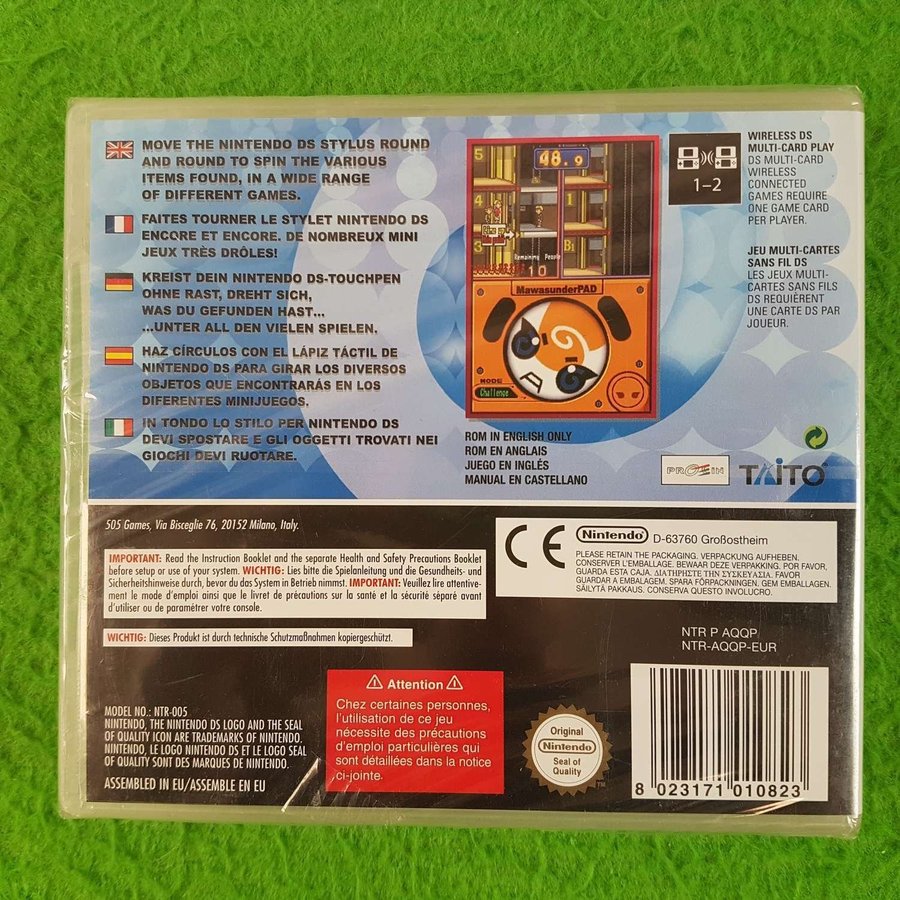 MOVE THE NINTENDO DS STYLUS ROUND
AND ROUND TO SPIN THE VARIOUS
ITEMS FOUND, IN A WIDE RANGE
OF DIFFERENT GAMES.
FAITES TOURNER LE STYLET NINTENDO DS
ENCORE ET ENCORE. DE NOMBREUX MINI
JEUX TRÈS DRÔLES!
KREIST DEIN NINTENDO DS-TOUCHPEN
OHNE RAST, DREHT SICH,
WAS DU GEFUNDEN HAST...
...UNTER ALL DEN VIELEN SPIELEN.
HAZ CÍRCULOS CON EL LÁPIZ TÁCTIL DE
NINTENDO DS PARA GIRAR LOS DIVERSOS
OBJETOS QUE ENCONTRARÁS EN LOS
DIFERENTES MINIJUEGOS.
IN TONDO LO STILO PER NINTENDO DS
DEVI SPOSTARE E GLI OGGETTI TROVATI NEI
GIOCHI DEVI RUOTARE.
5
48.9
4
1
3
B1
Remaining People
10
MawasunderPAD
MODE
Challenge
ROM IN ENGLISH ONLY
ROM EN ANGLAIS
JUEGO EN INGLÉS
MANUAL EN CASTELLANO
1–2
WIRELESS DS
MULTI-CARD PLAY
DS MULTI-CARD
WIRELESS
CONNECTED
GAMES REQUIRE
ONE GAME CARD
PER PLAYER.
JEU MULTI-CARTES
SANS FIL DS
LES JEUX MULTI-
CARTES SANS FILS
DS REQUIÈRENT
UNE CARTE DS PAR
JOUEUR.
PROEIN
TAITO
505 Games, Via Bisceglie 76, 20152 Milano, Italy.
IMPORTANT: Read the Instruction Booklet and the separate Health and Safety Precautions Booklet
before setup or use of your system. WICHTIG: Lies bitte die Spielanleitung und die Gesundheits- und
Sicherheitshinweise durch, bevor du das System in Betrieb nimmst. IMPORTANT: Veuillez lire attentive-
ment le mode d'emploi ainsi que le livret de précautions sur la santé et la sécurité avant
d'utiliser ou de paramétrer votre console.
WICHTIG: Dieses Produkt ist durch technische Schutzmaßnahmen kopiergeschützt.
CE
Nintendo D-63760 Großostheim
PLEASE RETAIN THE PACKAGING. VERPACKUNG AUFHEBEN.
CONSERVER L'EMBALLAGE. BEWAAR DEZE VERPAKKING. POR FAVOR,
GUARDA ESTA CAJA. ΔΙΑΤΗΡΗΣΤΕ ΤΗΝ ΣΥΣΚΕΥΑΣΙΑ. FAVOR
GUARDAR A EMBALAGEM. SPARA FÖRPACKNINGEN. GEM EMBALLAGEN.
SÄILYTÄ PAKKAUS. CONSERVA QUESTO INVOLUCRO.
NTR P AQQP
NTR-AQQP-EUR
MODEL NO.: NTR-005
NINTENDO, THE NINTENDO DS LOGO AND THE SEAL
OF QUALITY ICON ARE TRADEMARKS OF NINTENDO.
NINTENDO, LE LOGO NINTENDO DS ET LE LOGO SEAL
OF QUALITY SONT DES MARQUES DE NINTENDO.
ASSEMBLED IN EU/ASSEMBLE EN EU
Attention
Chez certaines personnes,
l'utilisation de ce jeu
nécessite des précautions
d'emploi particulières qui
sont détaillées dans la notice
ci-jointe.
Original
Nintendo
Seal of
Quality
TM
8 023171 010823